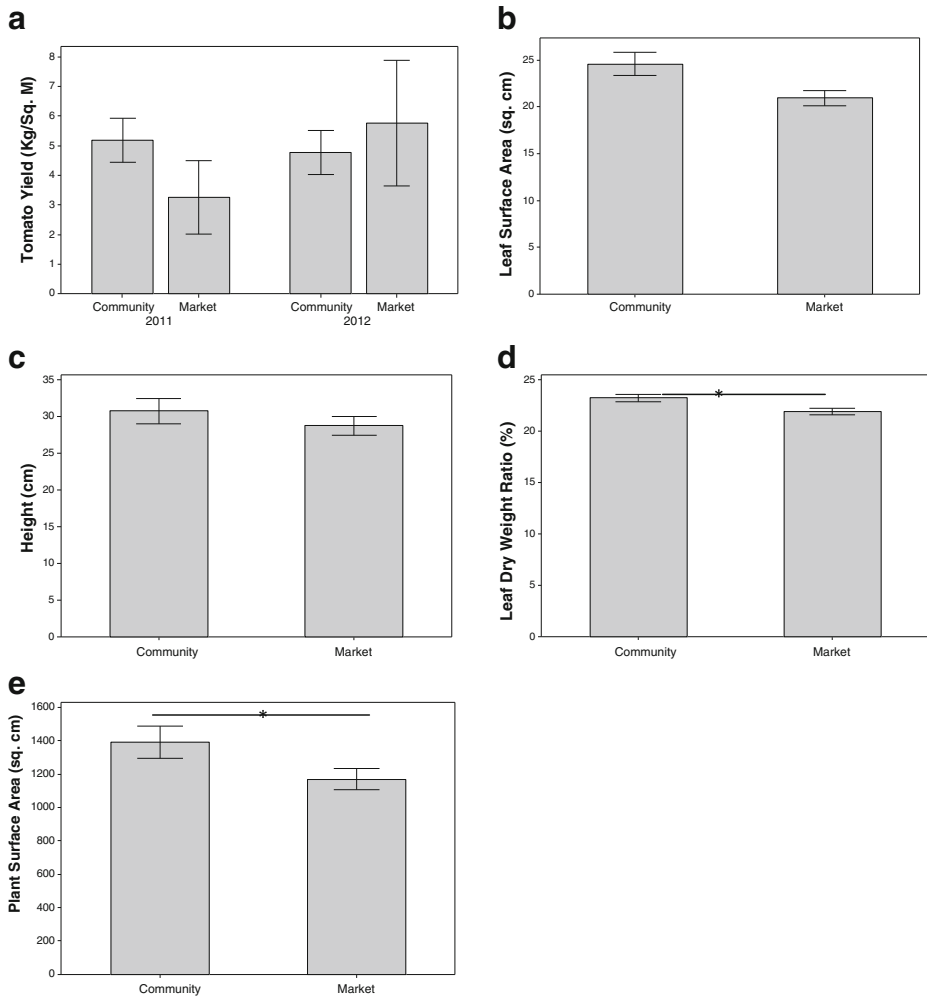 a
Tomato Yield (Kg/Sq. M)
8
7
6
5
4
3
2
1
0
Community Market Community Market
2011 2012
b
Leaf Surface Area (sq. cm)
25
20
15
10
5
0
Community Market
c
Height (cm)
35
30
25
20
15
10
5
0
Community Market
d
Leaf Dry Weight Ratio (%)
25
20
15
10
5
0
*
Community Market
e
Plant Surface Area (sq. cm)
1600
1400
1200
1000
800
600
400
200
0
*
Community Market